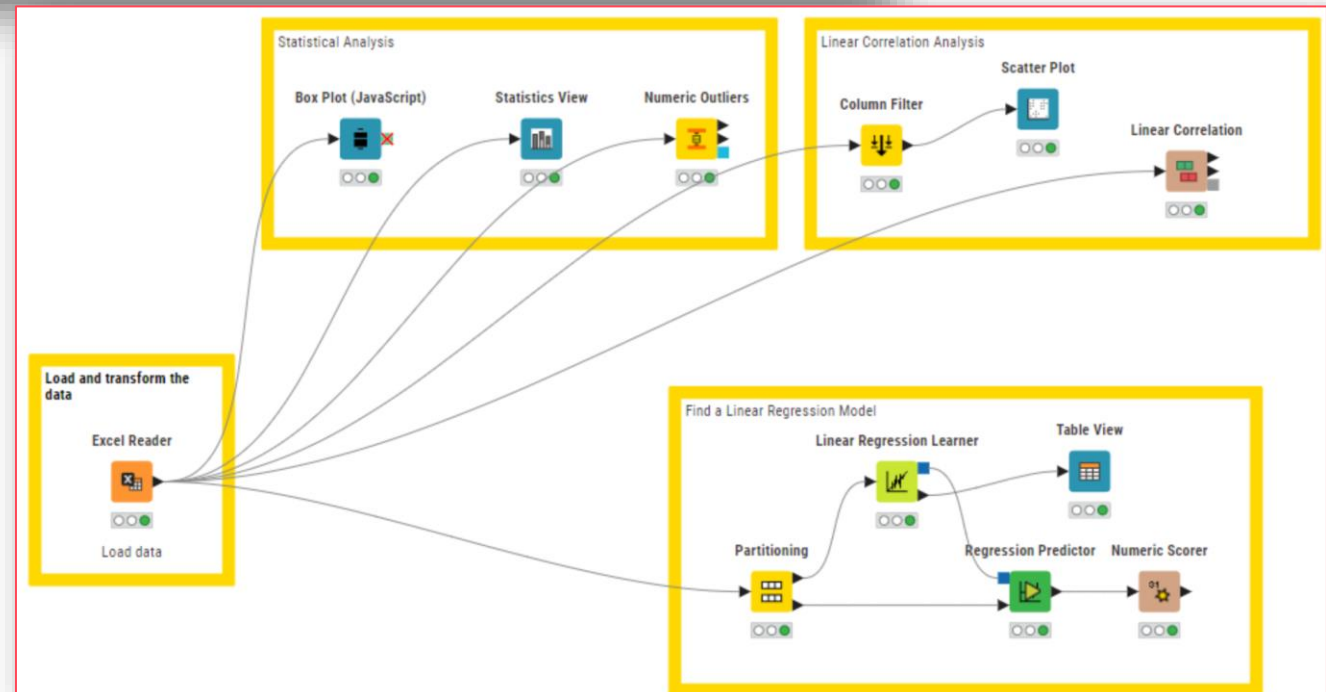 Statistical Analysis
Box Plot (JavaScript)
Statistics View
Numeric Outliers
Linear Correlation Analysis
Scatter Plot
Column Filter
Linear Correlation
Load and transform the
data
Excel Reader
Load data
Find a Linear Regression Model
Linear Regression Learner
Table View
Partitioning
Regression Predictor
Numeric Scorer